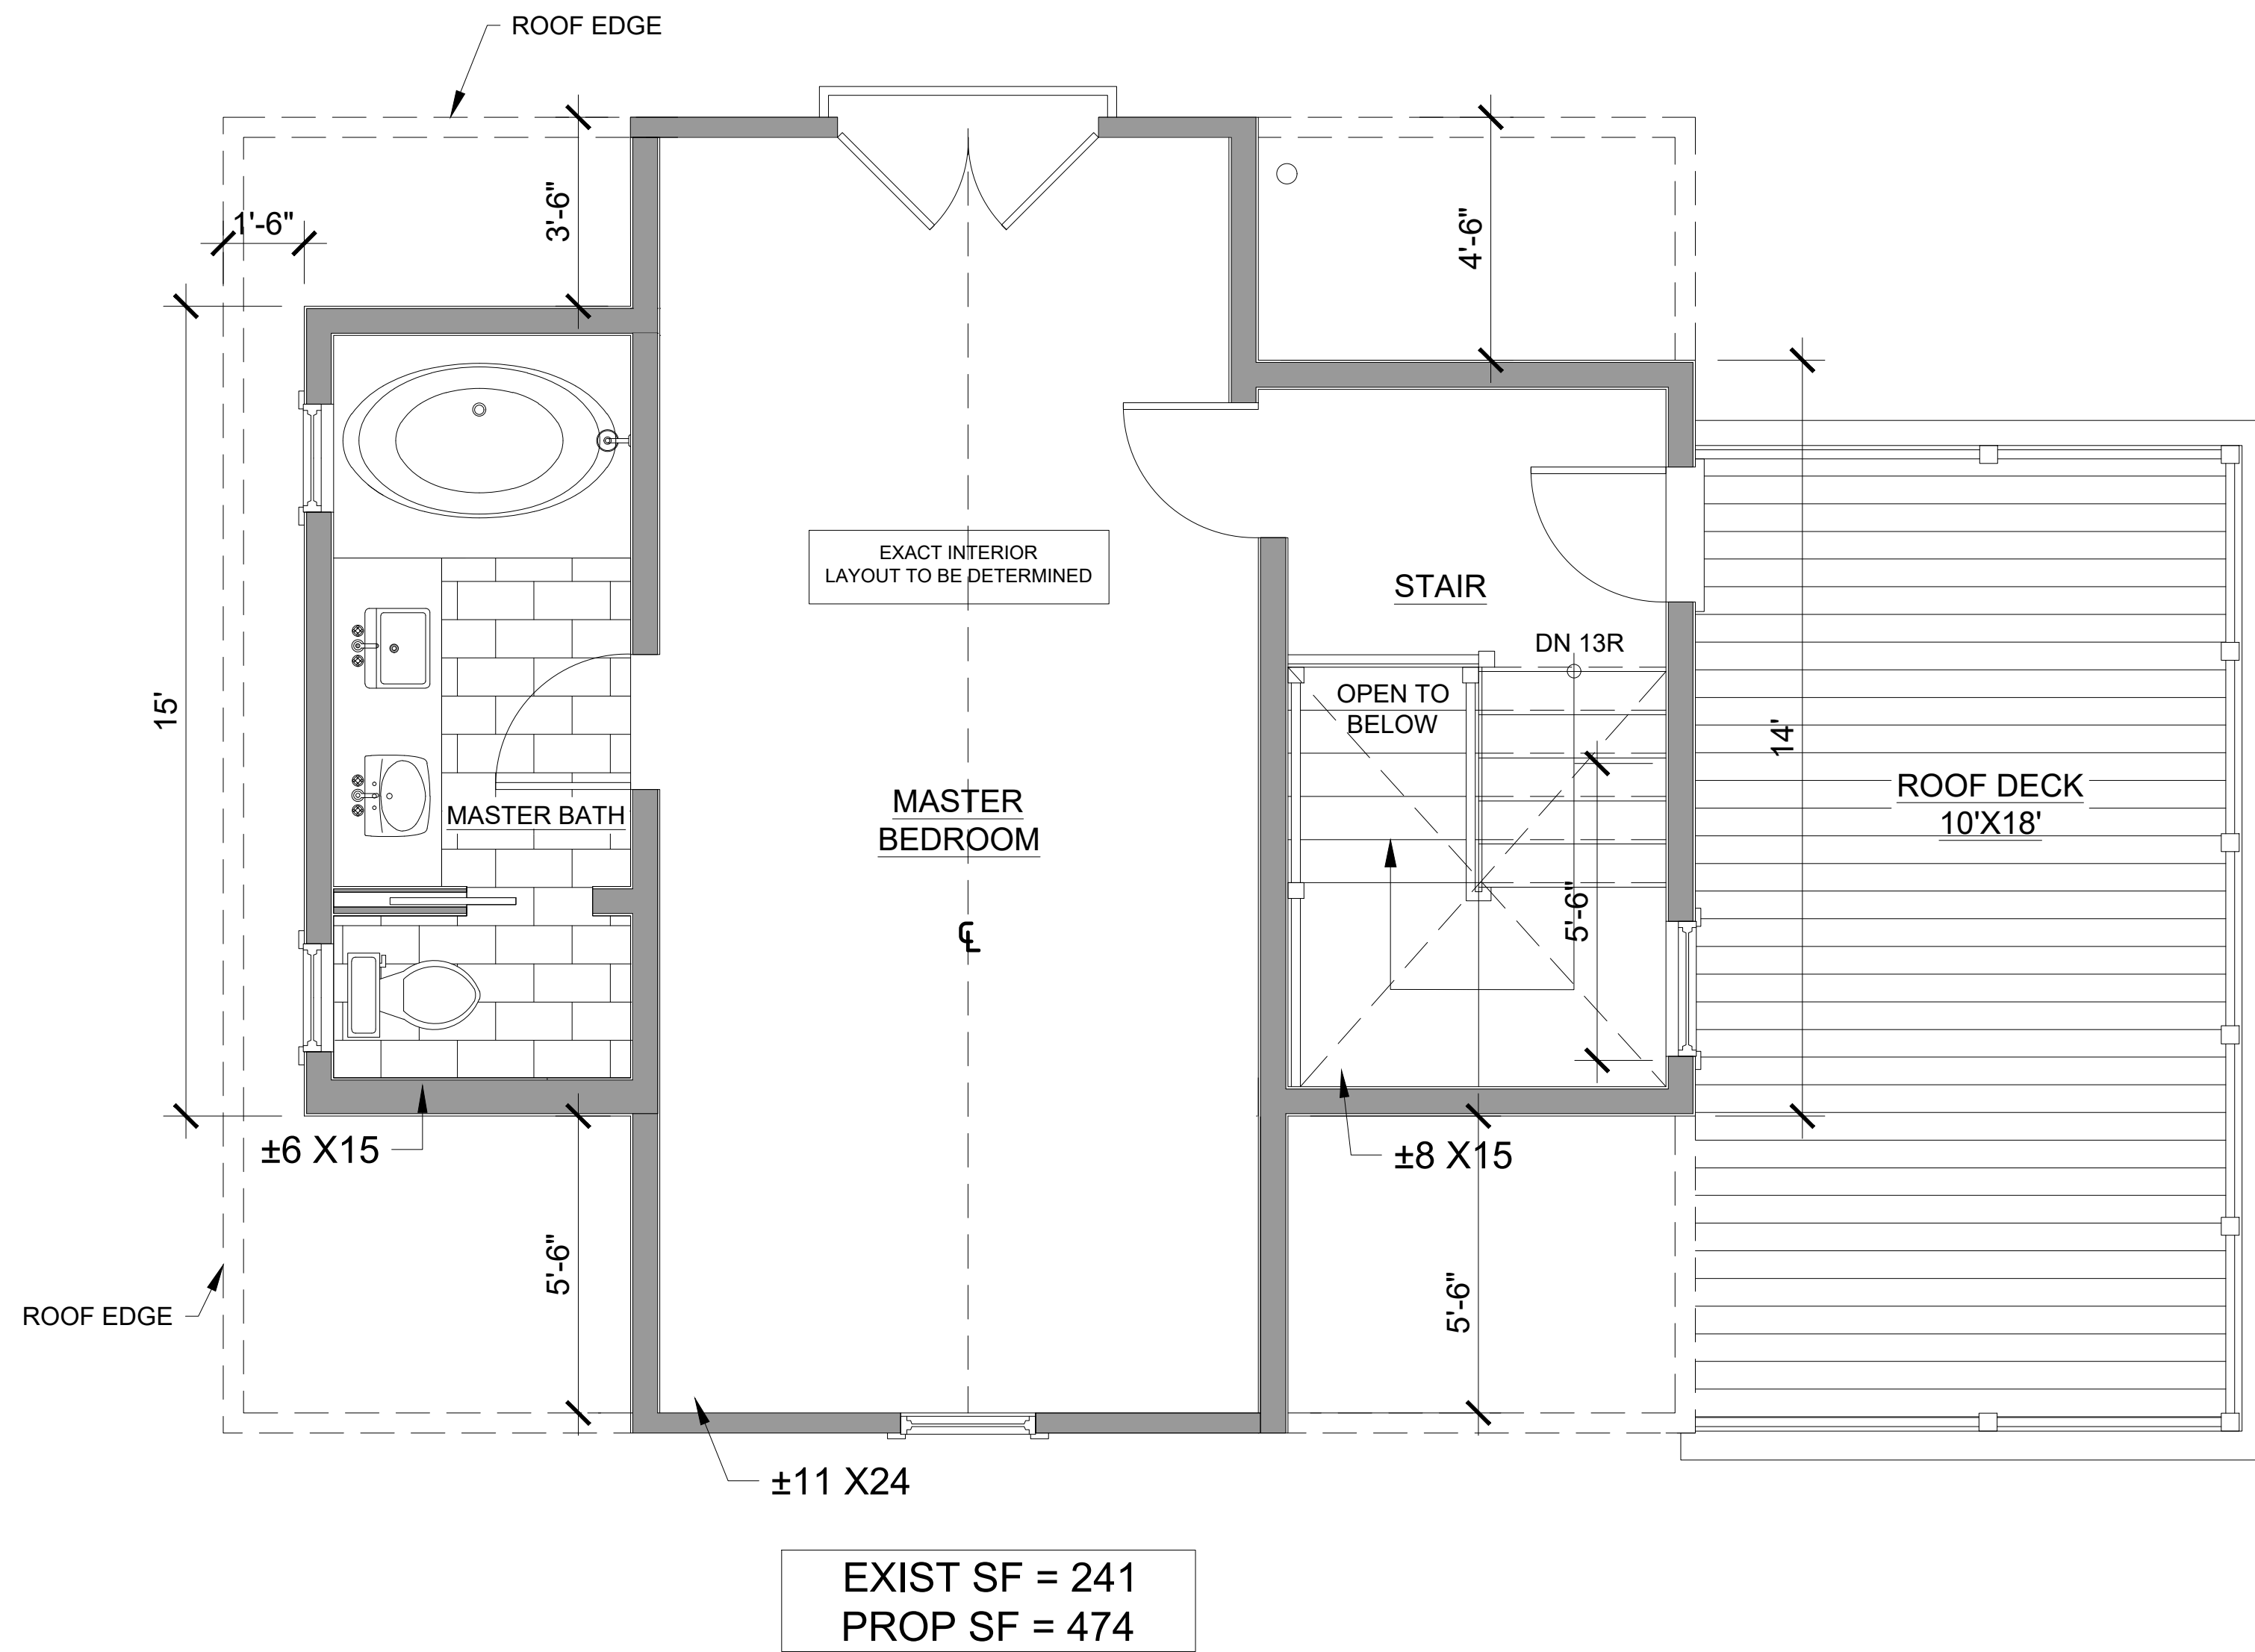 ROOF EDGE
1'-6"
3'-6"
4'-6"
EXACT INTERIOR
LAYOUT TO BE DETERMINED
STAIR
DN 13R
OPEN TO
BELOW
15'
14'
MASTER BATH
MASTER
BEDROOM
ROOF DECK
10'X18'
5'-6"
℄
±6 X15
±8 X15
5'-6"
5'-6"
ROOF EDGE
±11 X24
EXIST SF = 241
PROP SF = 474